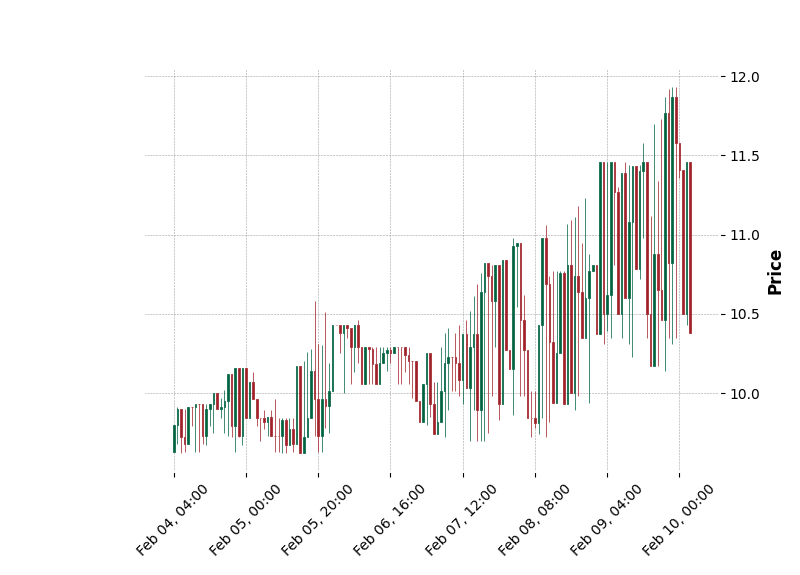 12.0
11.5
11.0
10.5
10.0
Price
Feb 04, 04:00
Feb 05, 00:00
Feb 05, 20:00
Feb 06, 16:00
Feb 07, 12:00
Feb 08, 08:00
Feb 09, 04:00
Feb 10, 00:00